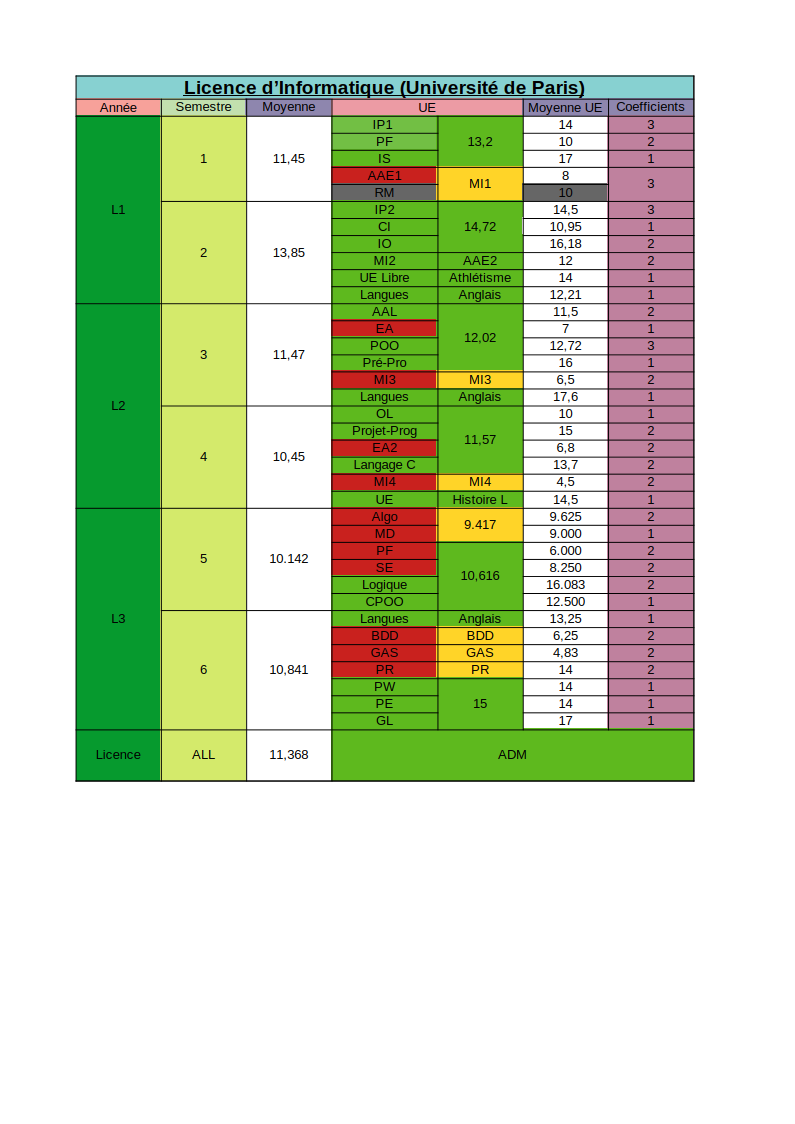 Licence d’Informatique (Université de Paris)
Année Semestre Moyenne UE Moyenne UE Coefficients
L1 1 11,45 IP1 13,2 14 3
PF 10 2
IS 17 1
AAE1 MI1 8 3
RM 10
2 13,85 IP2 14,72 14,5 3
CI 10,95 1
IO 16,18 2
MI2 AAE2 12 2
UE Libre Athlétisme 14 1
Langues Anglais 12,21 1
L2 3 11,47 AAL 12,02 11,5 2
EA 7 1
POO 12,72 3
Pré-Pro 16 1
MI3 MI3 6,5 2
Langues Anglais 17,6 1
4 10,45 OL 11,57 10 1
Projet-Prog 15 2
EA2 6,8 2
Langage C 13,7 2
MI4 MI4 4,5 2
UE Histoire L 14,5 1
L3 5 10.142 Algo 9.417 9.625 2
MD 9.000 1
PF 10,616 6.000 2
SE 8.250 2
Logique 16.083 2
CPOO 12.500 1
6 10,841 Langues Anglais 13,25 1
BDD BDD 6,25 2
GAS GAS 4,83 2
PR PR 14 2
PW 15 14 1
PE 14 1
GL 17 1
Licence ALL 11,368 ADM